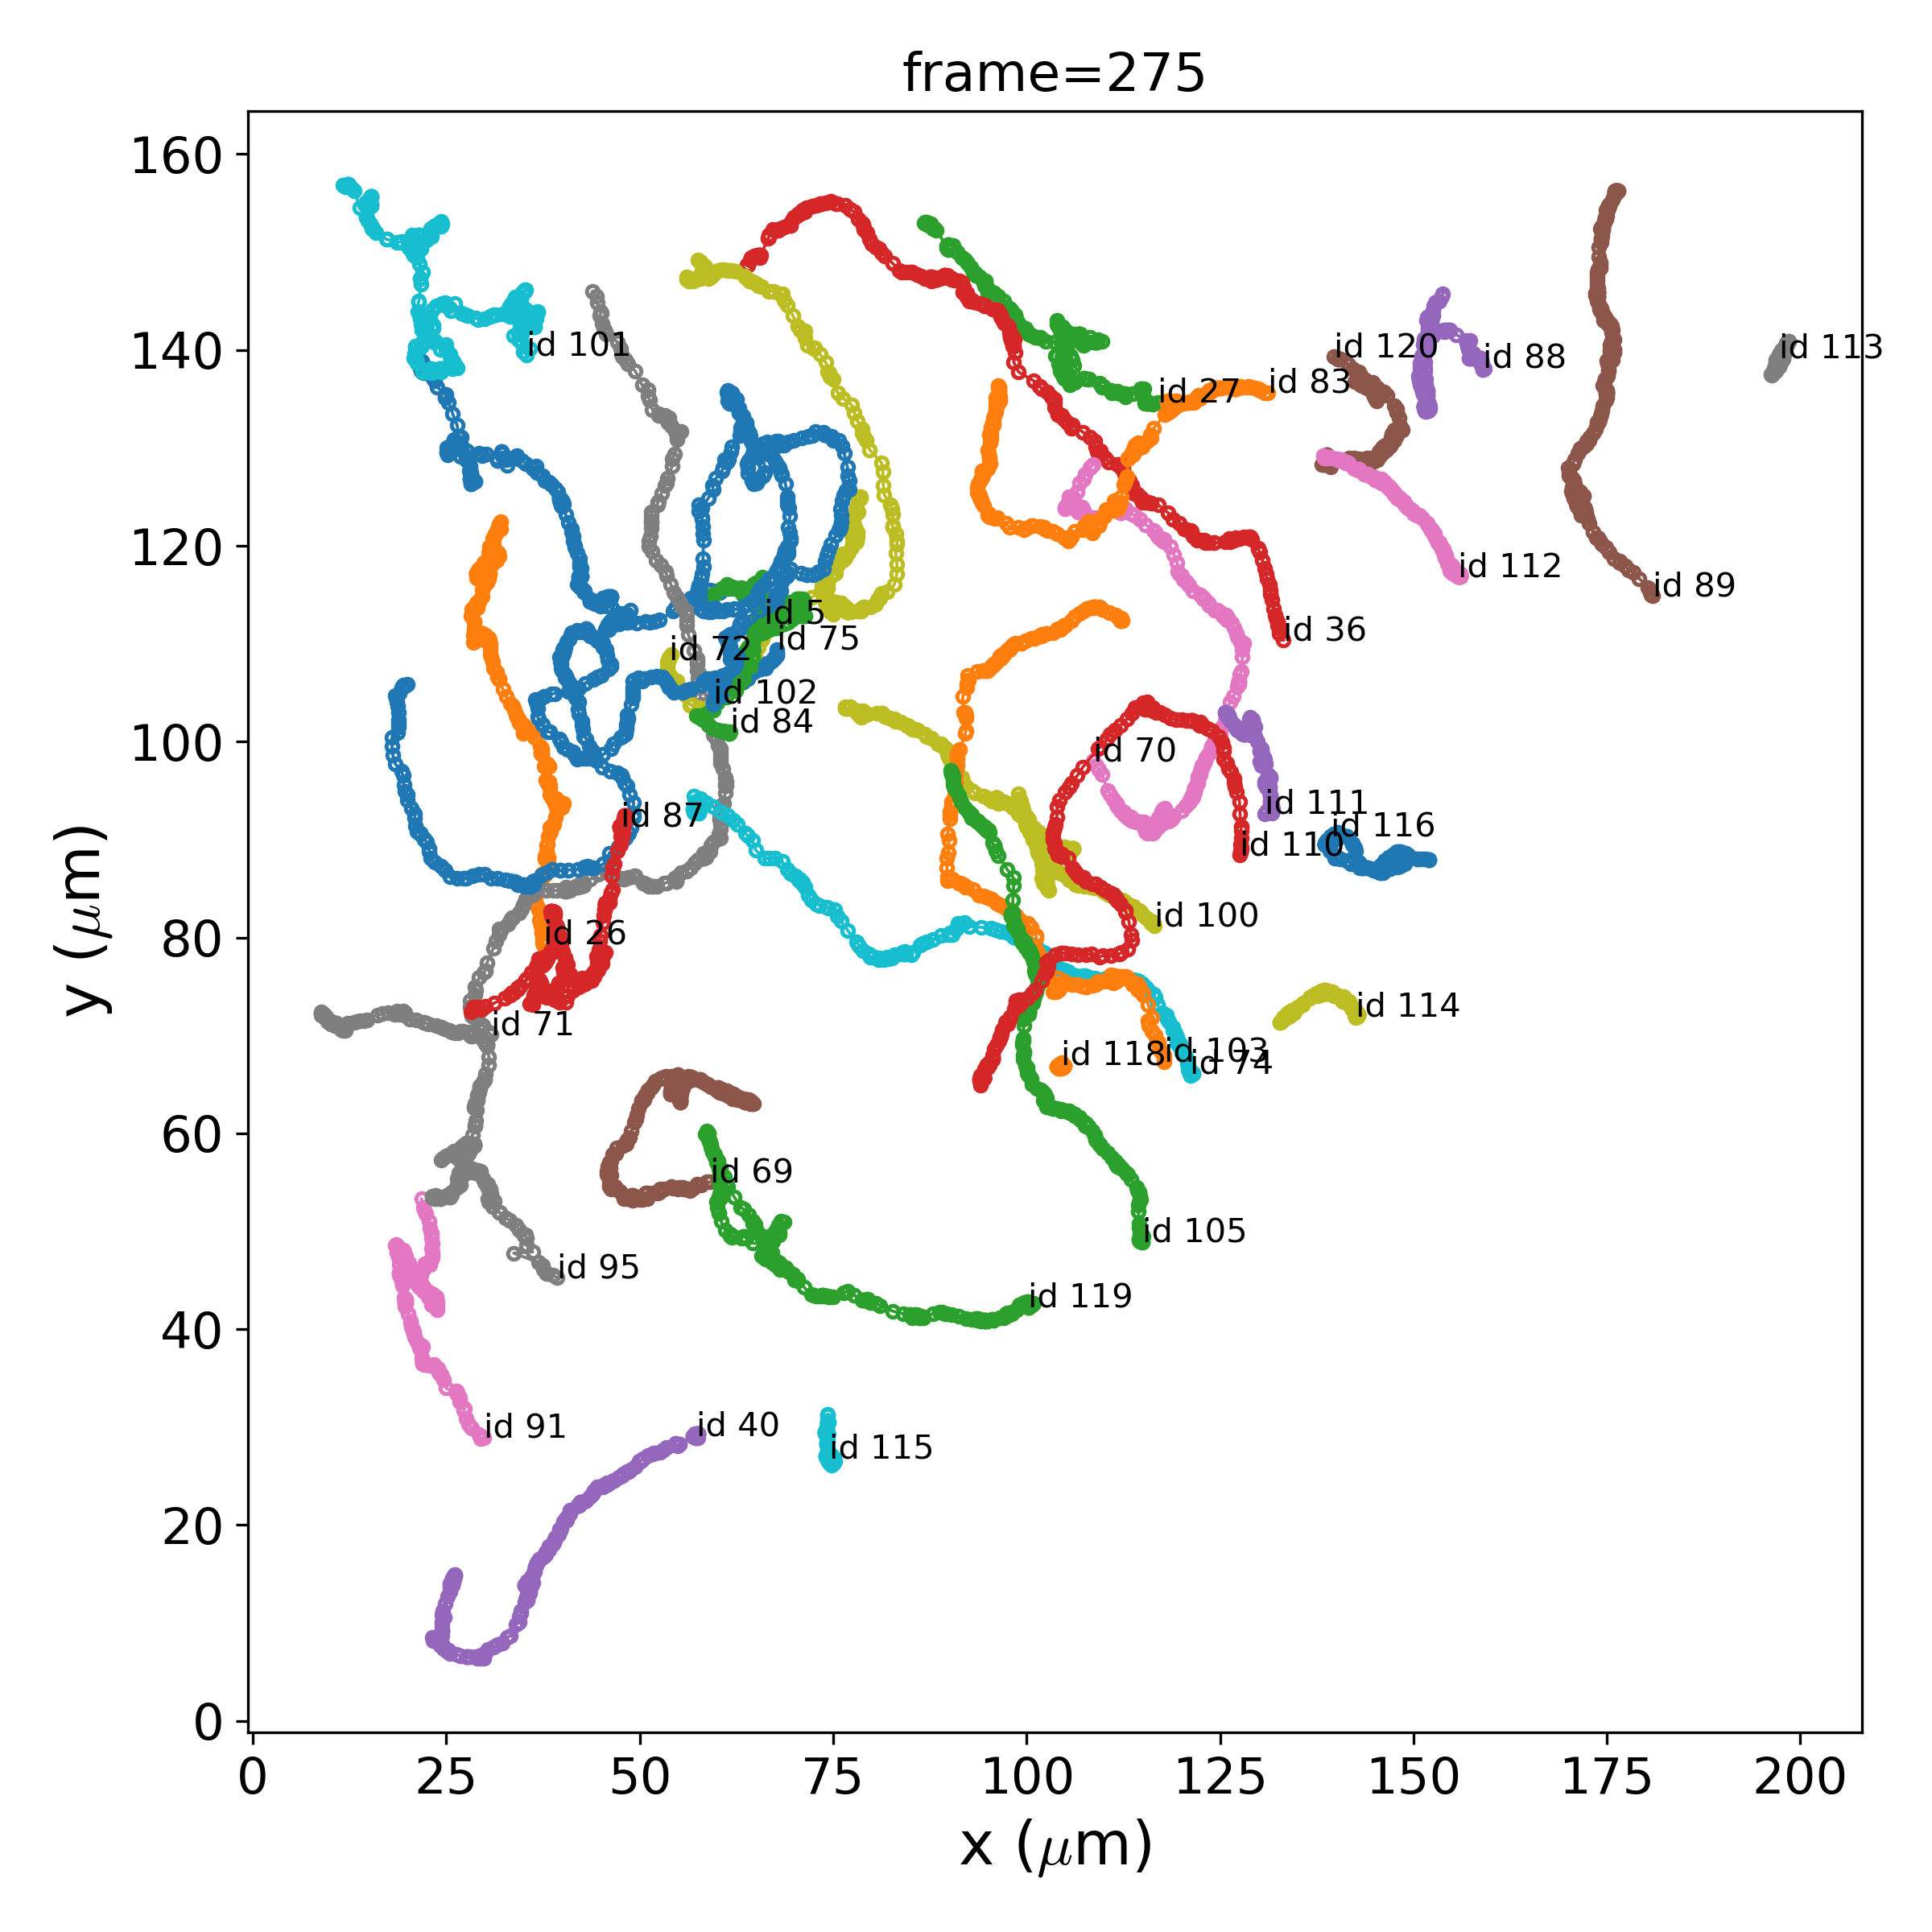 frame=275
y (μm)
160
140
120
100
80
60
40
20
0
id 101
id 120
id 88
id 113
id 27
id 83
id 112
id 89
id 5
id 36
id 75
id 72
id 102
id 84
id 70
id 87
id 111
id 116
id 110
id 100
id 26
id 71
id 114
id 118
id 103
id 74
id 69
id 105
id 95
id 119
id 91
id 40
id 115
0 25 50 75 100 125 150 175 200
x (μm)